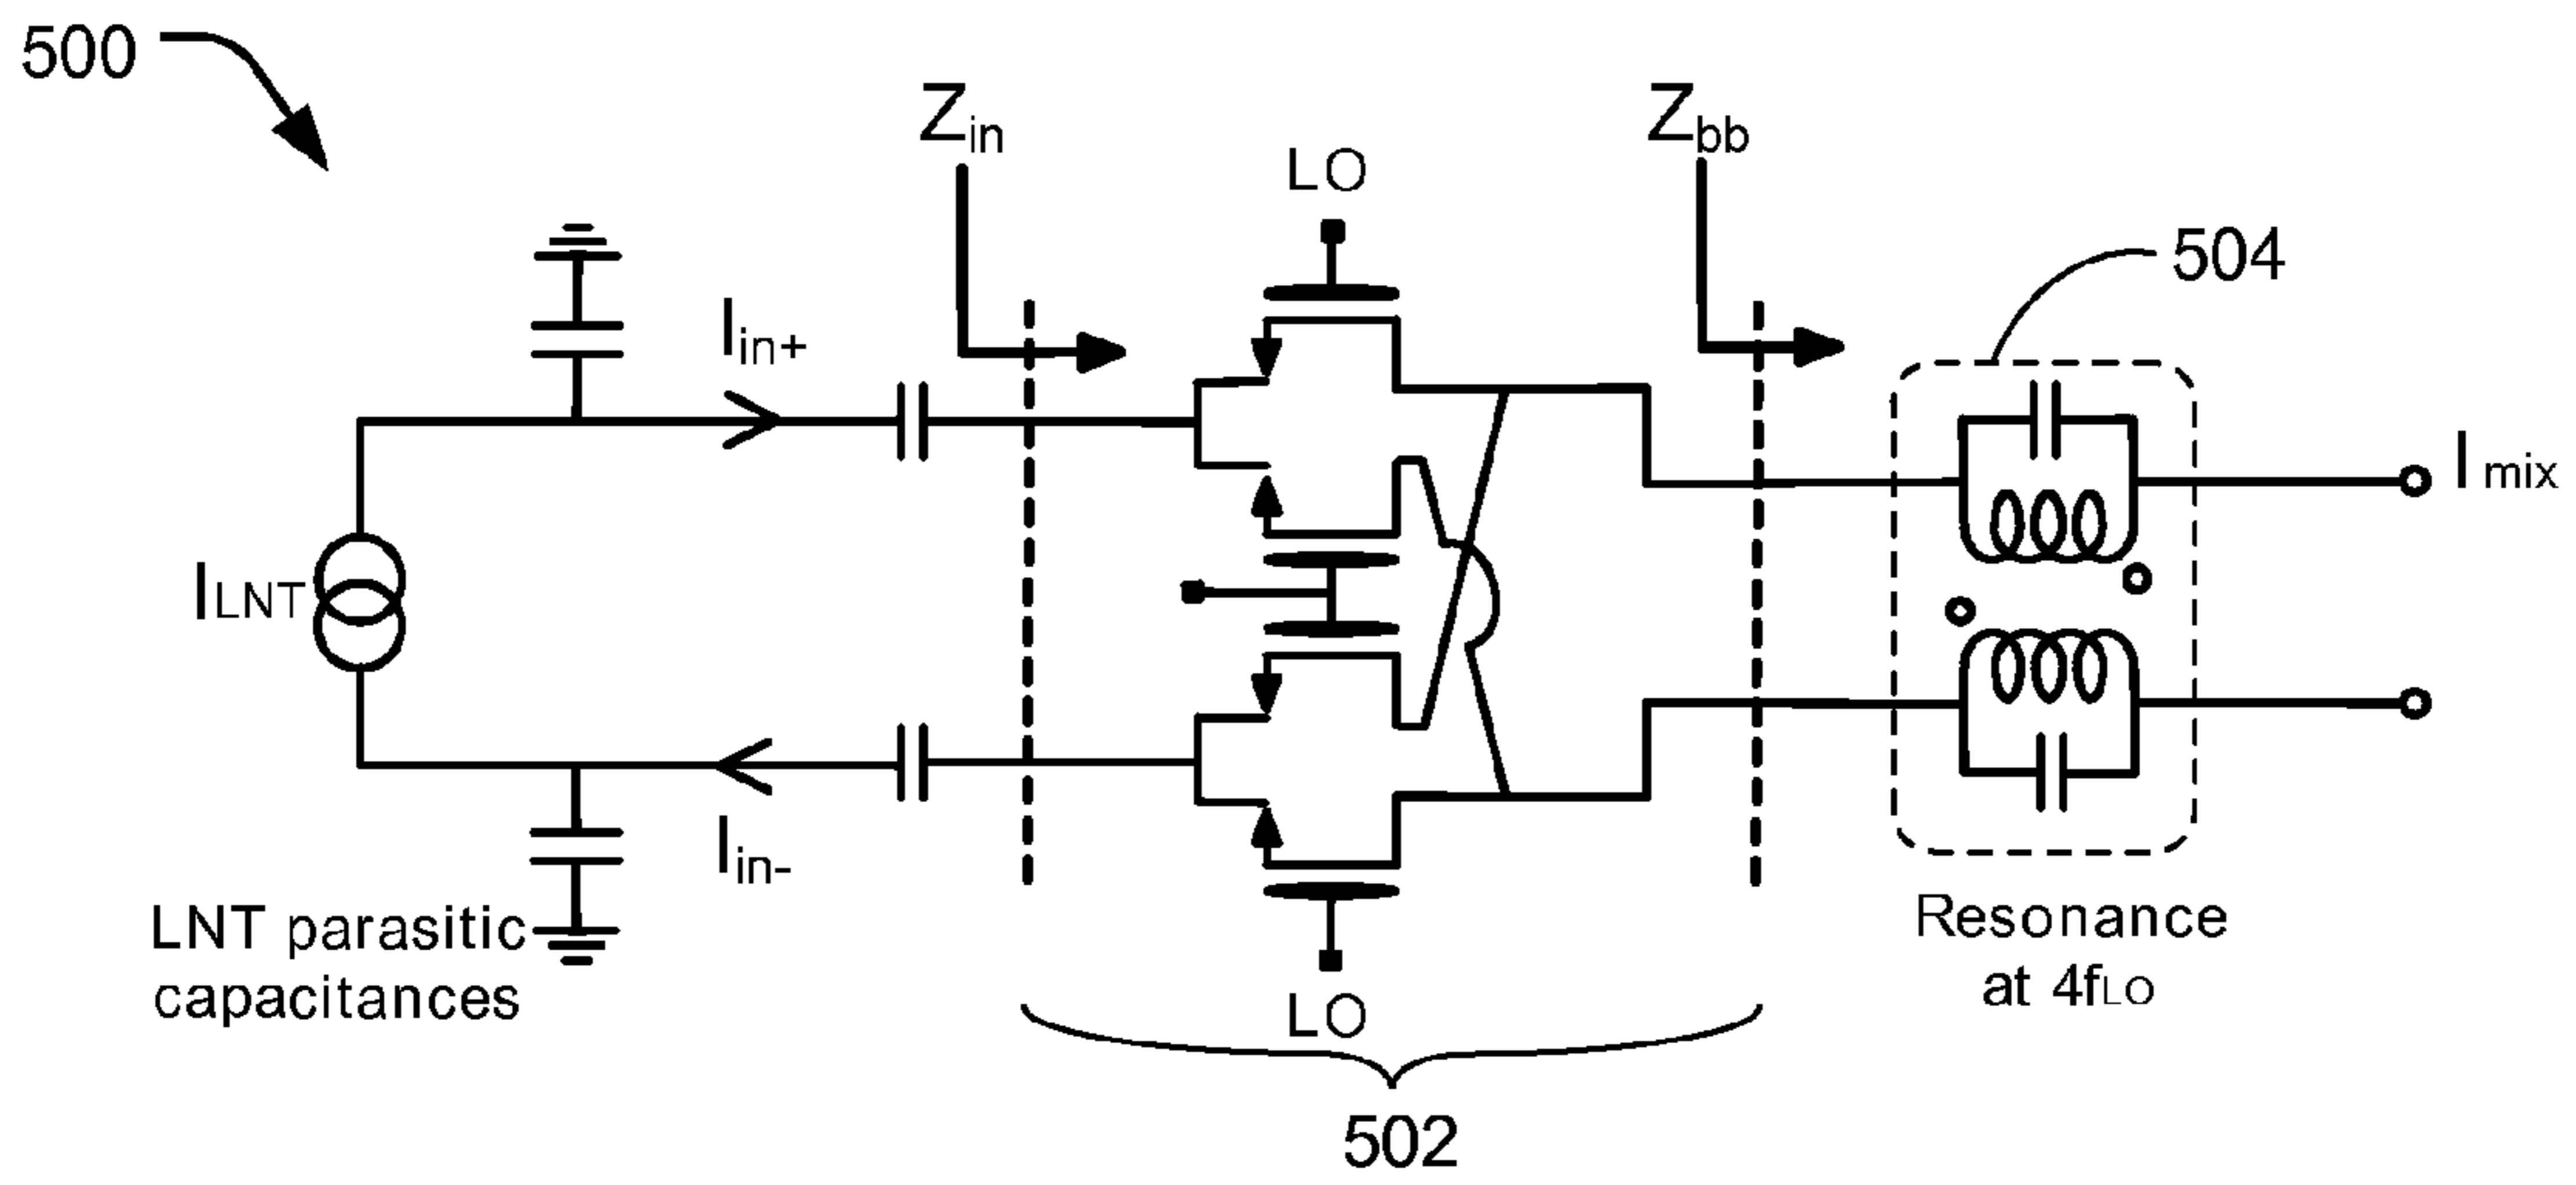 500
Zin
Zbb
LO
504
Iin+
Imix
ILNT
Iin-
LNT parasitic
capacitances
Resonance
at 4fLO
LO
502